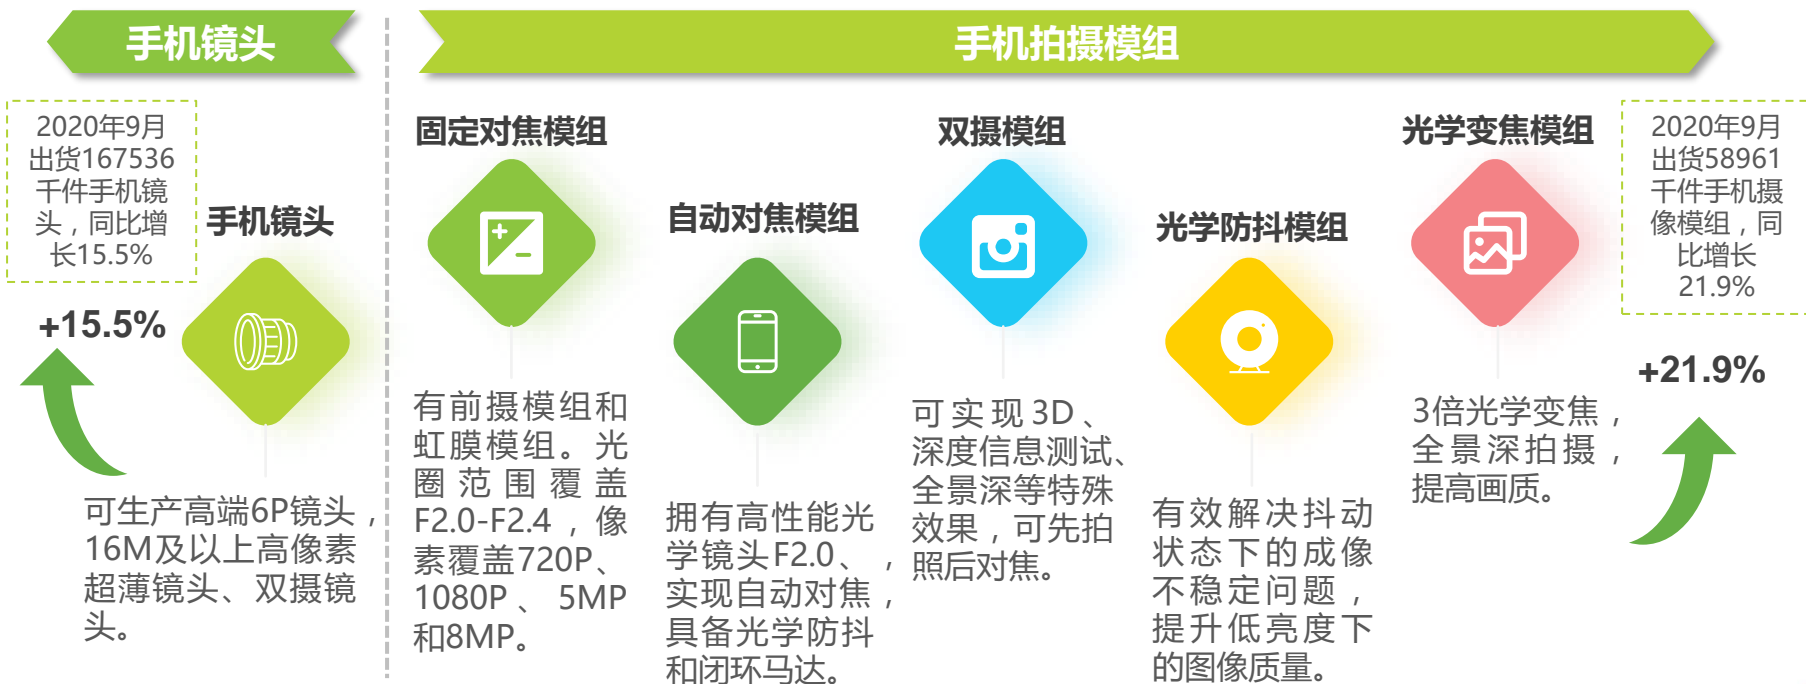 手机镜头
手机拍摄模组
2020年9月
出货167536
千件手机镜
头，同比增
长15.5%
+15.5%
手机镜头
可生产高端6P镜头，
16M及以上高像素
超薄镜头、双摄镜
头。
固定对焦模组
有前摄模组和
虹膜模组。光
圈范围覆盖
F2.0-F2.4，像
素覆盖720P、
1080P、5MP
和8MP。
自动对焦模组
拥有高性能光
学镜头F2.0、，
实现自动对焦，
具备光学防抖
和闭环马达。
双摄模组
可实现3D、
深度信息测试、
全景深等特殊
效果，可先拍
照后对焦。
光学防抖模组
有效解决抖动
状态下的成像
不稳定问题，
提升低亮度下
的图像质量。
光学变焦模组
3倍光学变焦，
全景深拍摄，
提高画质。
2020年9月
出货58961
千件手机摄
像模组，同
比增长
21.9%
+21.9%